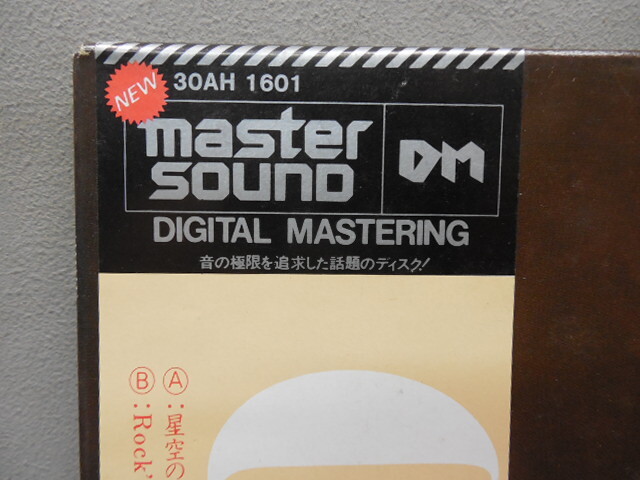 NEW
30AH 1601
master
SOUND
DM
DIGITAL MASTERING
音の極限を追求した話題のディスク!
Ⓐ:星空の
Ⓑ:Rock'